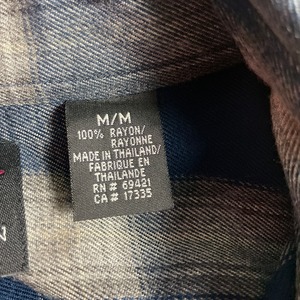 M/M
100% RAYON/
RAYONNE
MADE IN THAILAND/
FABRIQUE EN
THAILANDE
RN # 69421
CA # 17335
N